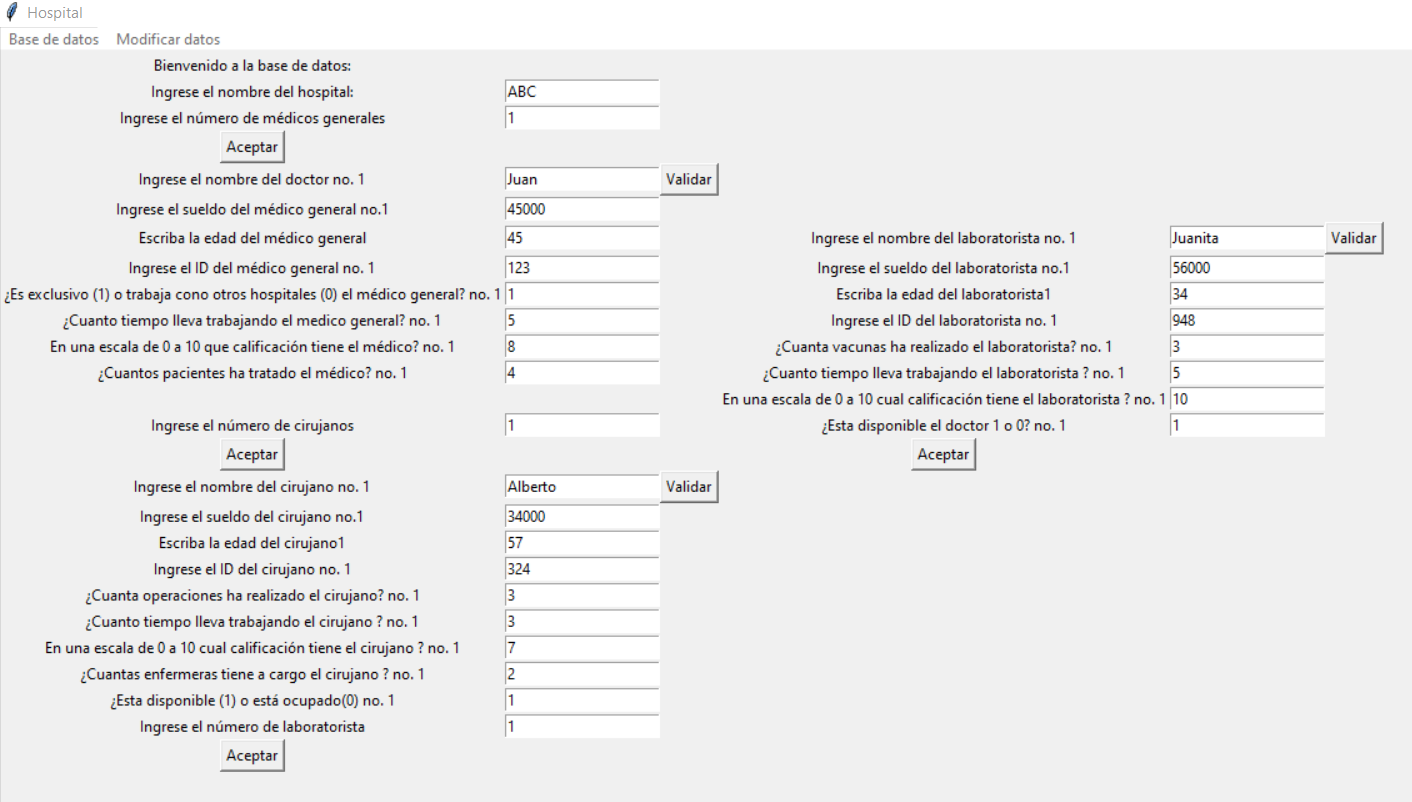 Hospital
Base de datos Modificar datos
Bienvenido a la base de datos:
Ingrese el nombre del hospital: ABC
Ingrese el número de médicos generales 1
Aceptar
Ingrese el nombre del doctor no. 1 Juan Validar
Ingrese el sueldo del médico general no.1 45000
Escriba la edad del médico general 45
Ingrese el ID del médico general no. 1 123
¿Es exclusivo (1) o trabaja cono otros hospitales (0) el médico general? no. 1 1
¿Cuanto tiempo lleva trabajando el medico general? no. 1 5
En una escala de 0 a 10 que calificación tiene el médico? no. 1 8
¿Cuantos pacientes ha tratado el médico? no. 1 4
Ingrese el número de cirujanos 1
Aceptar
Ingrese el nombre del cirujano no. 1 Alberto Validar
Ingrese el sueldo del cirujano no.1 34000
Escriba la edad del cirujano1 57
Ingrese el ID del cirujano no. 1 324
¿Cuanta operaciones ha realizado el cirujano? no. 1 3
¿Cuanto tiempo lleva trabajando el cirujano ? no. 1 3
En una escala de 0 a 10 cual calificación tiene el cirujano ? no. 1 7
¿Cuantas enfermeras tiene a cargo el cirujano ? no. 1 2
¿Esta disponible (1) o está ocupado(0) no. 1 1
Ingrese el número de laboratorista 1
Aceptar
Ingrese el nombre del laboratorista no. 1 Juanita Validar
Ingrese el sueldo del laboratorista no.1 56000
Escriba la edad del laboratorista1 34
Ingrese el ID del laboratorista no. 1 948
¿Cuanta vacunas ha realizado el laboratorista? no. 1 3
¿Cuanto tiempo lleva trabajando el laboratorista ? no. 1 5
En una escala de 0 a 10 cual calificación tiene el laboratorista ? no. 1 10
¿Esta disponible el doctor 1 o 0? no. 1 1
Aceptar